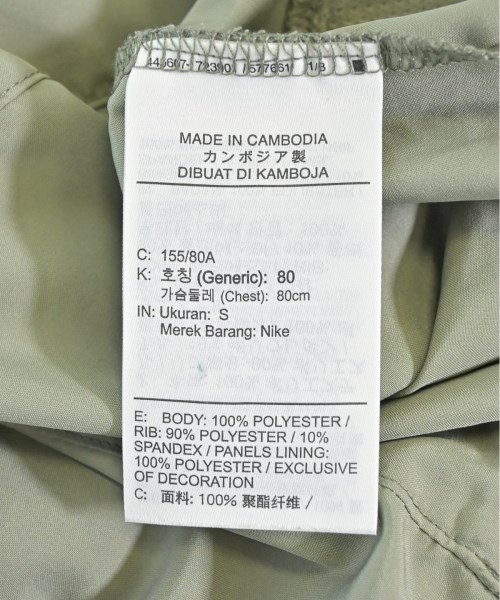 1/3
MADE IN CAMBODIA
カンボジア製
DIBUAT DI KAMBOJA
C: 155/80A
K: 호칭 (Generic): 80
가슴둘레 (Chest): 80cm
IN: Ukuran: S
Merek Barang: Nike
E: BODY: 100% POLYESTER /
RIB: 90% POLYESTER / 10%
SPANDEX / PANELS LINING:
100% POLYESTER / EXCLUSIVE
OF DECORATION
C: 面料: 100% 聚酯纤维 /